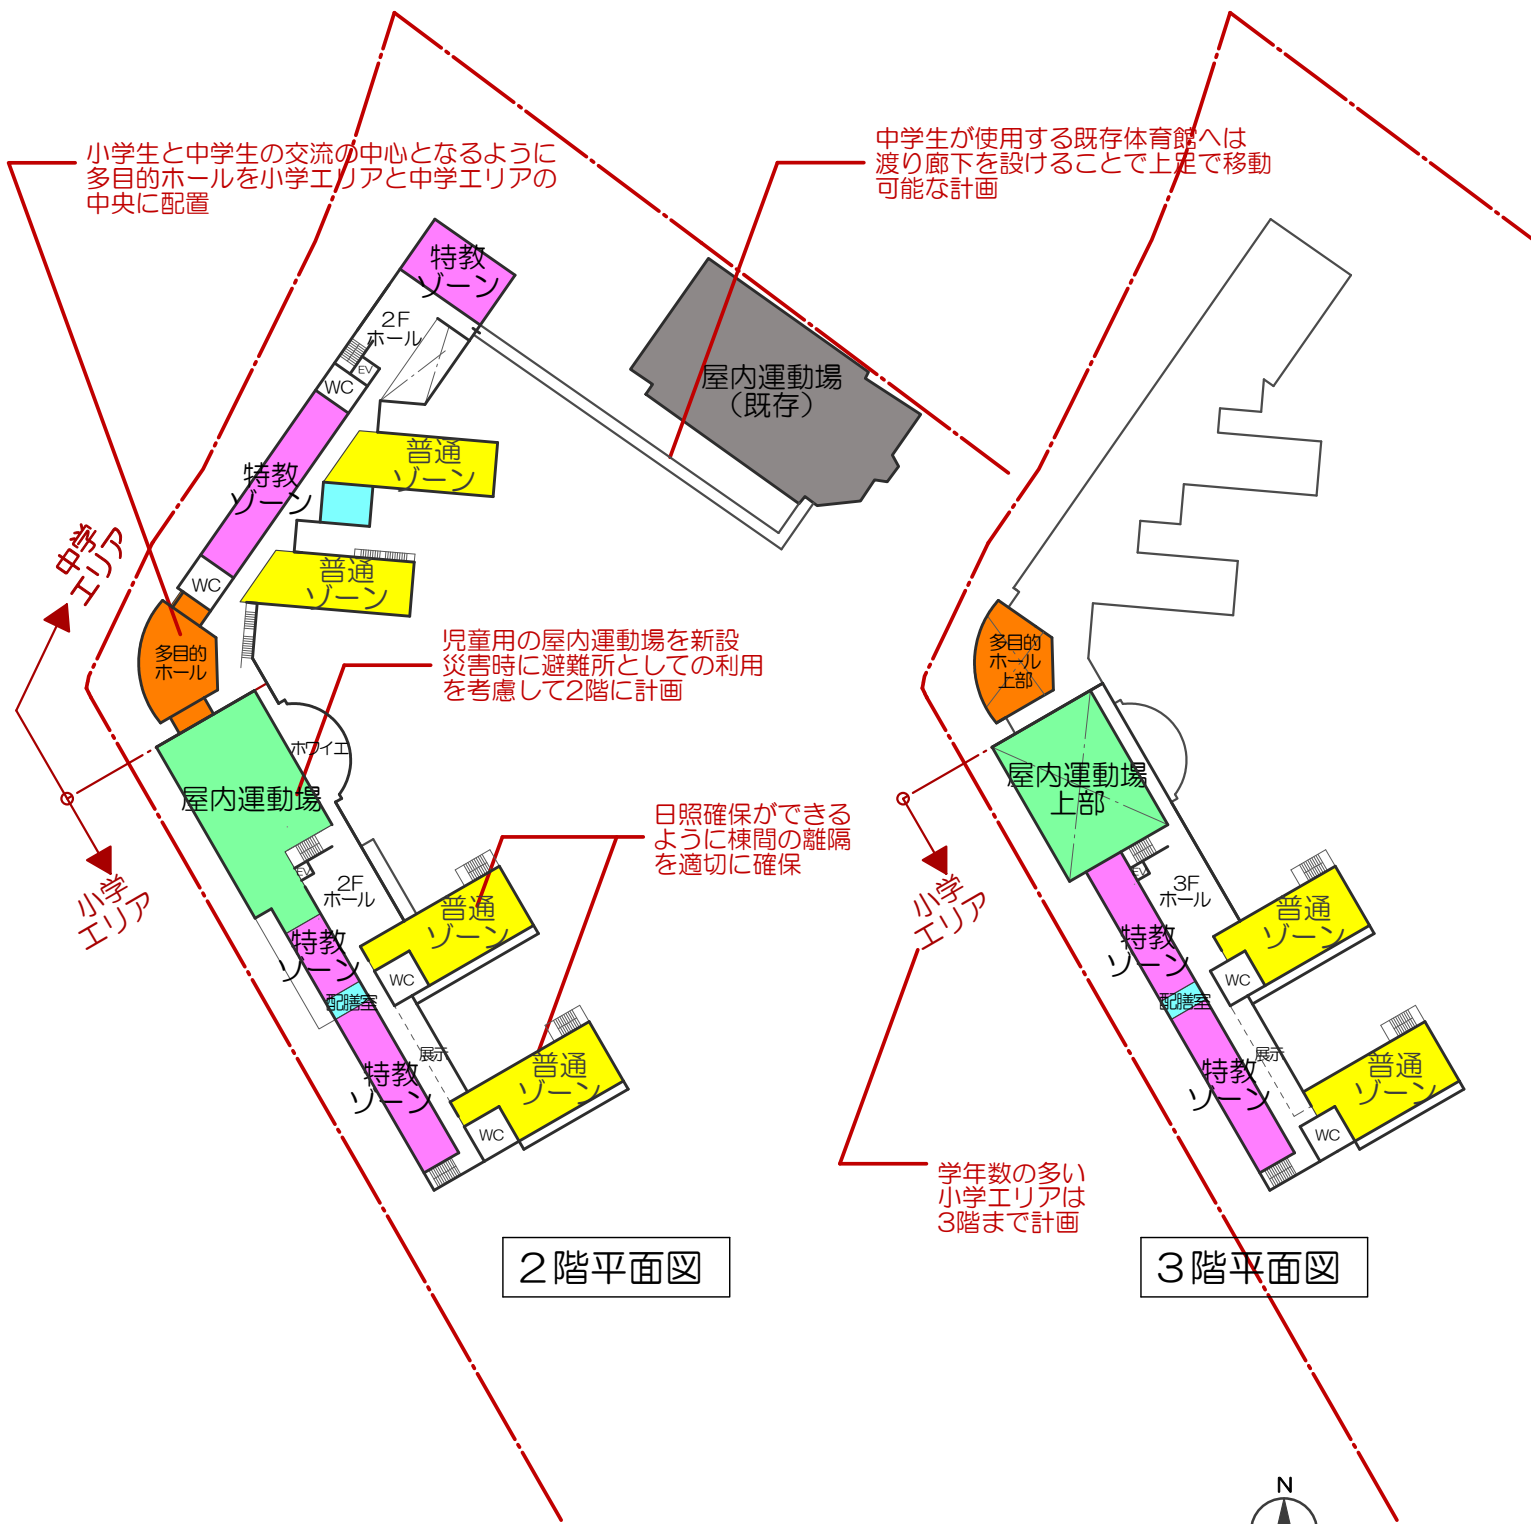 小学生と中学生の交流の中心となるように
多目的ホールを小学エリアと中学エリアの
中央に配置
中学生が使用する既存体育館へは
渡り廊下を設けることで上足で移動
可能な計画
特教
ゾーン
2F
ホール
EV
WC
屋内運動場
（既存）
普通
ゾーン
特教
ゾーン
中学
エリア
WC
普通
ゾーン
多目的
ホール
児童用の屋内運動場を新設
災害時に避難所としての利用
を考慮して2階に計画
ホワイエ
屋内運動場
日照確保ができる
ように棟間の離隔
を適切に確保
小学
エリア
EV
2F
ホール
普通
ゾーン
特教
ゾーン
WC
配膳室
展示
特教
ゾーン
普通
ゾーン
WC
2階平面図
多目的
ホール
上部
屋内運動場
上部
小学
エリア
EV
3F
ホール
普通
ゾーン
特教
ゾーン
WC
配膳室
展示
特教
ゾーン
普通
ゾーン
WC
学年数の多い
小学エリアは
3階まで計画
3階平面図
N